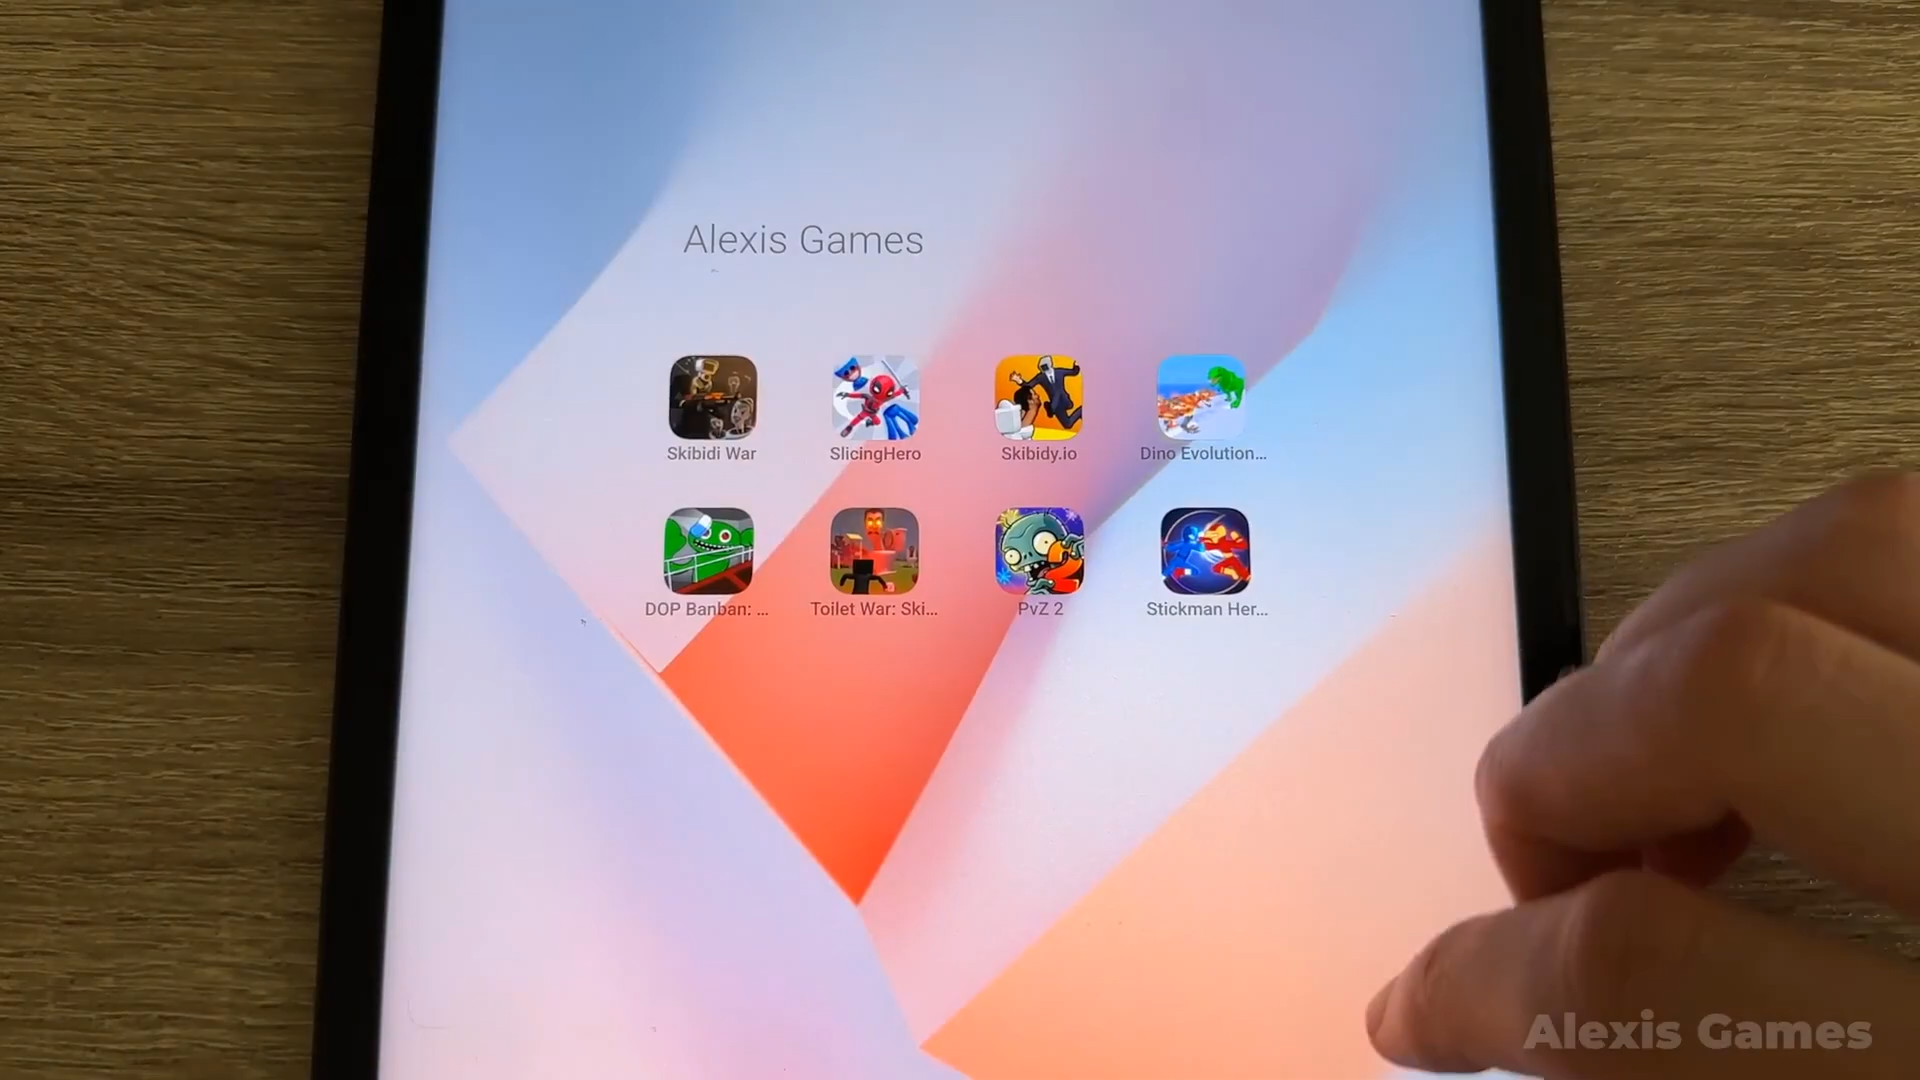 Alexis Games
Skibidi War
SlicingHero
Skibidy.io
Dino Evolution...
DOP Banban: ...
Toilet War: Ski...
PvZ 2
Stickman Her...
Alexis Games